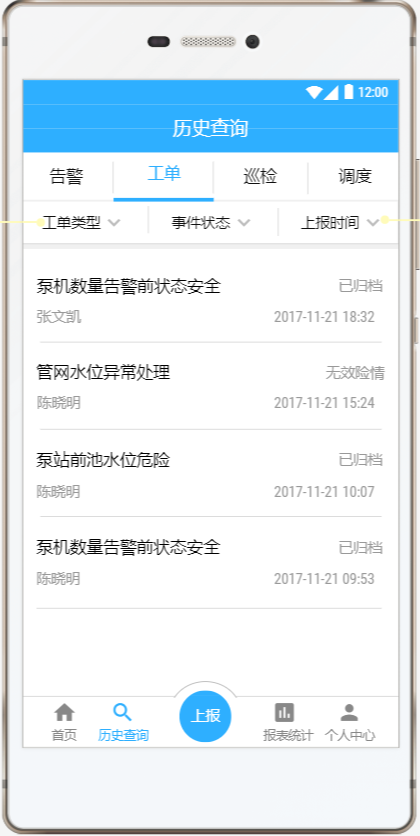 12:00
历史查询
告警 工单 巡检 调度
工单类型 事件状态 上报时间
泵机数量告警前状态安全 已归档
张文凯 2017-11-21 18:32
管网水位异常处理 无效险情
陈晓明 2017-11-21 15:24
泵站前池水位危险 已归档
陈晓明 2017-11-21 10:07
泵机数量告警前状态安全 已归档
陈晓明 2017-11-21 09:53
首页 历史查询 上报 报表统计 个人中心